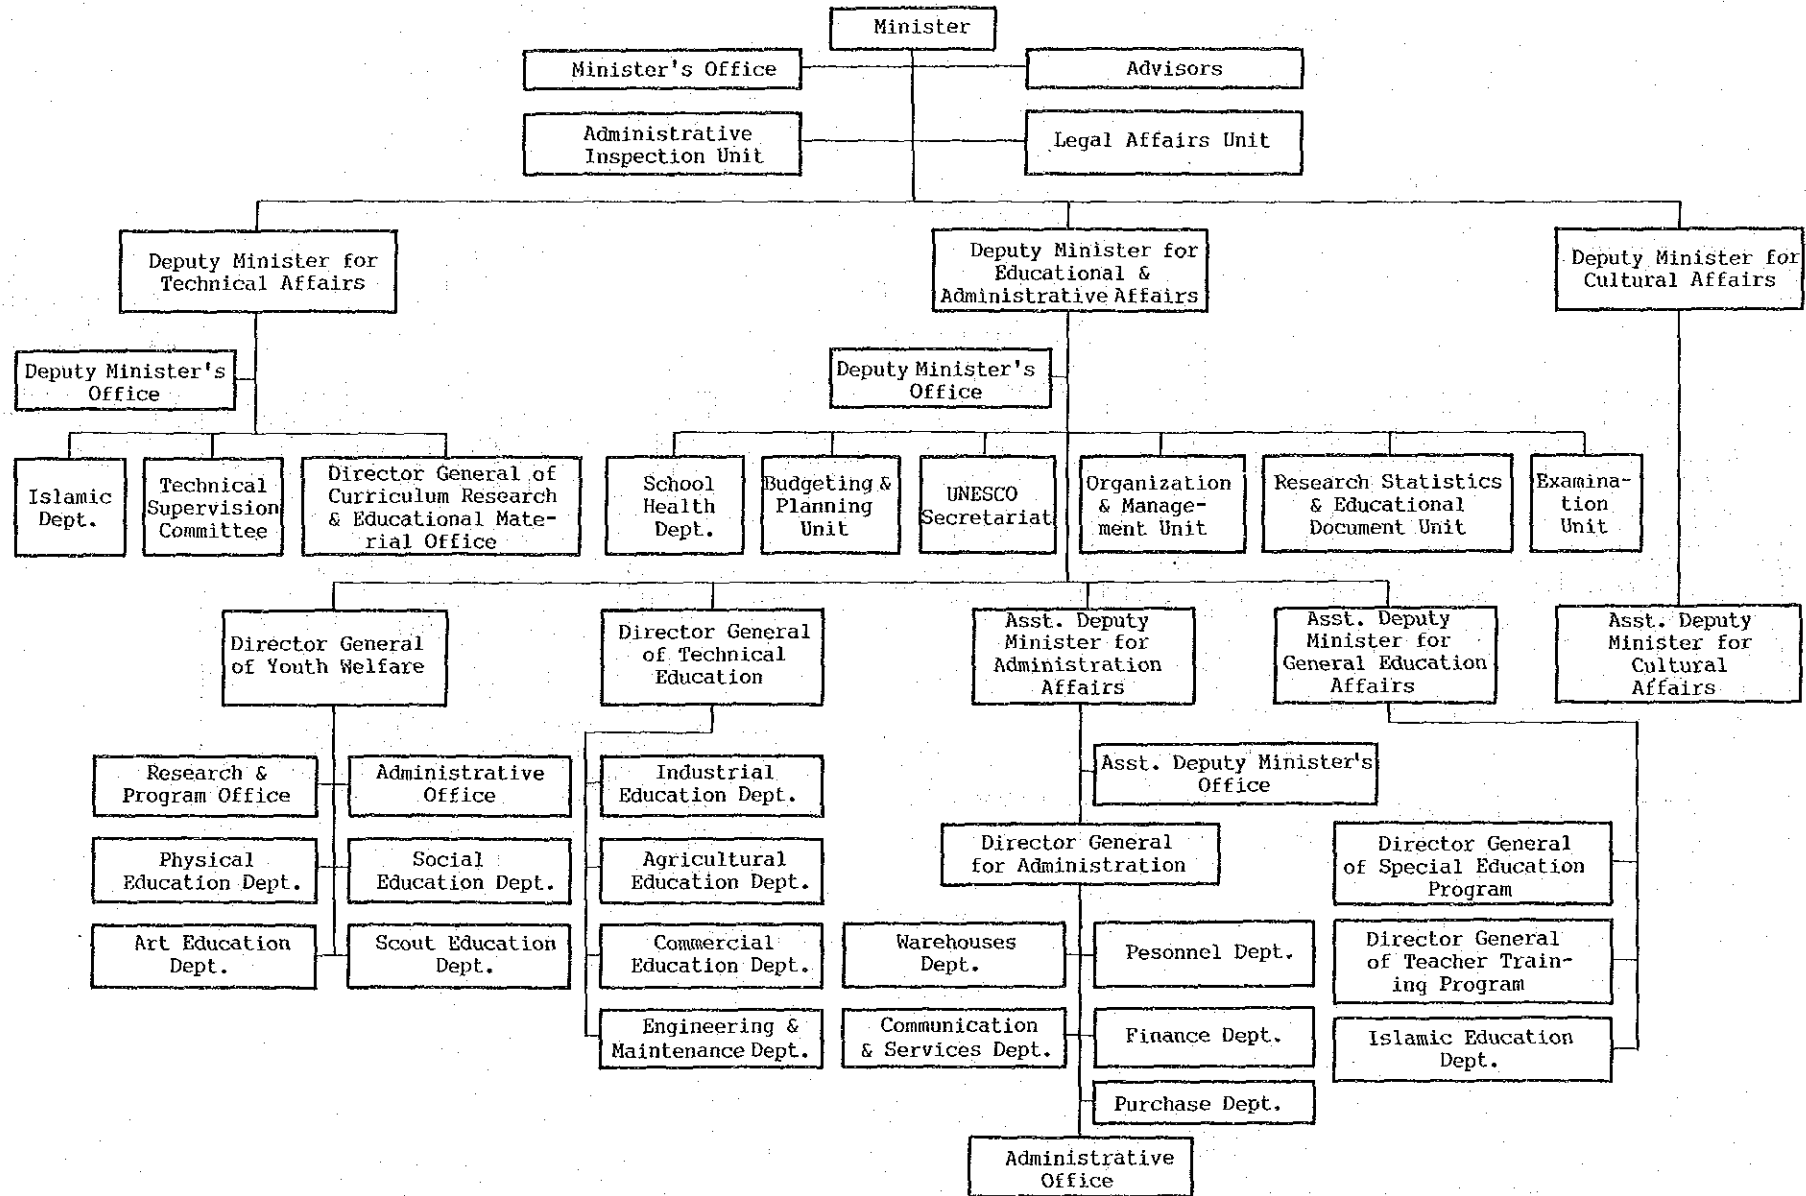 Minister
Minister's Office
Advisors
Administrative
Inspection Unit
Legal Affairs Unit
Deputy Minister for
Technical Affairs
Deputy Minister for
Educational &
Administrative Affairs
Deputy Minister for
Cultural Affairs
Deputy Minister's
Office
Deputy Minister's
Office
Islamic
Dept.
Technical
Supervision
Committee
Director General of
Curriculum Research
& Educational Mate-
rial Office
School
Health
Dept.
Budgeting &
Planning
Unit
UNESCO
Secretariat
Organization
& Manage-
ment Unit
Research Statistics
& Educational
Document Unit
Examina-
tion
Unit
Director General
of Youth Welfare
Director General
of Technical
Education
Asst. Deputy
Minister for
Administration
Affairs
Asst. Deputy
Minister for
General Education
Affairs
Asst. Deputy
Minister for
Cultural
Affairs
Research &
Program Office
Administrative
Office
Physical
Education Dept.
Social
Education Dept.
Art Education
Dept.
Scout Education
Dept.
Industrial
Education Dept.
Agricultural
Education Dept.
Commercial
Education Dept.
Engineering &
Maintenance Dept.
Asst. Deputy Minister's
Office
Director General
for Administration
Warehouses
Dept.
Pesonnel Dept.
Communication
& Services Dept.
Finance Dept.
Purchase Dept.
Administrative
Office
Director General
of Special Education
Program
Director General
of Teacher Train-
ing Program
Islamic Education
Dept.